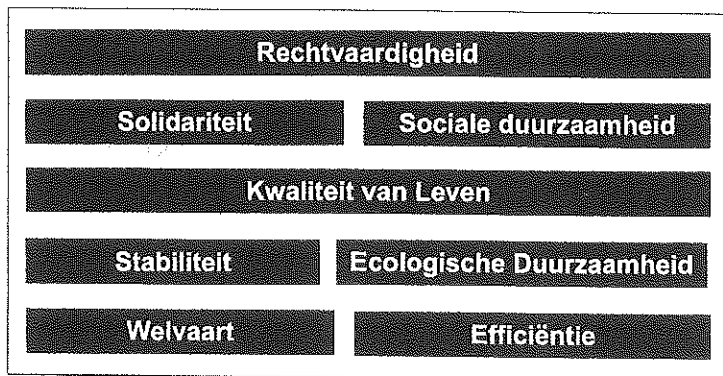 Rechtvaardigheid
Solidariteit Sociale duurzaamheid
Kwaliteit van Leven
Stabiliteit Ecologische Duurzaamheid
Welvaart Efficiëntie